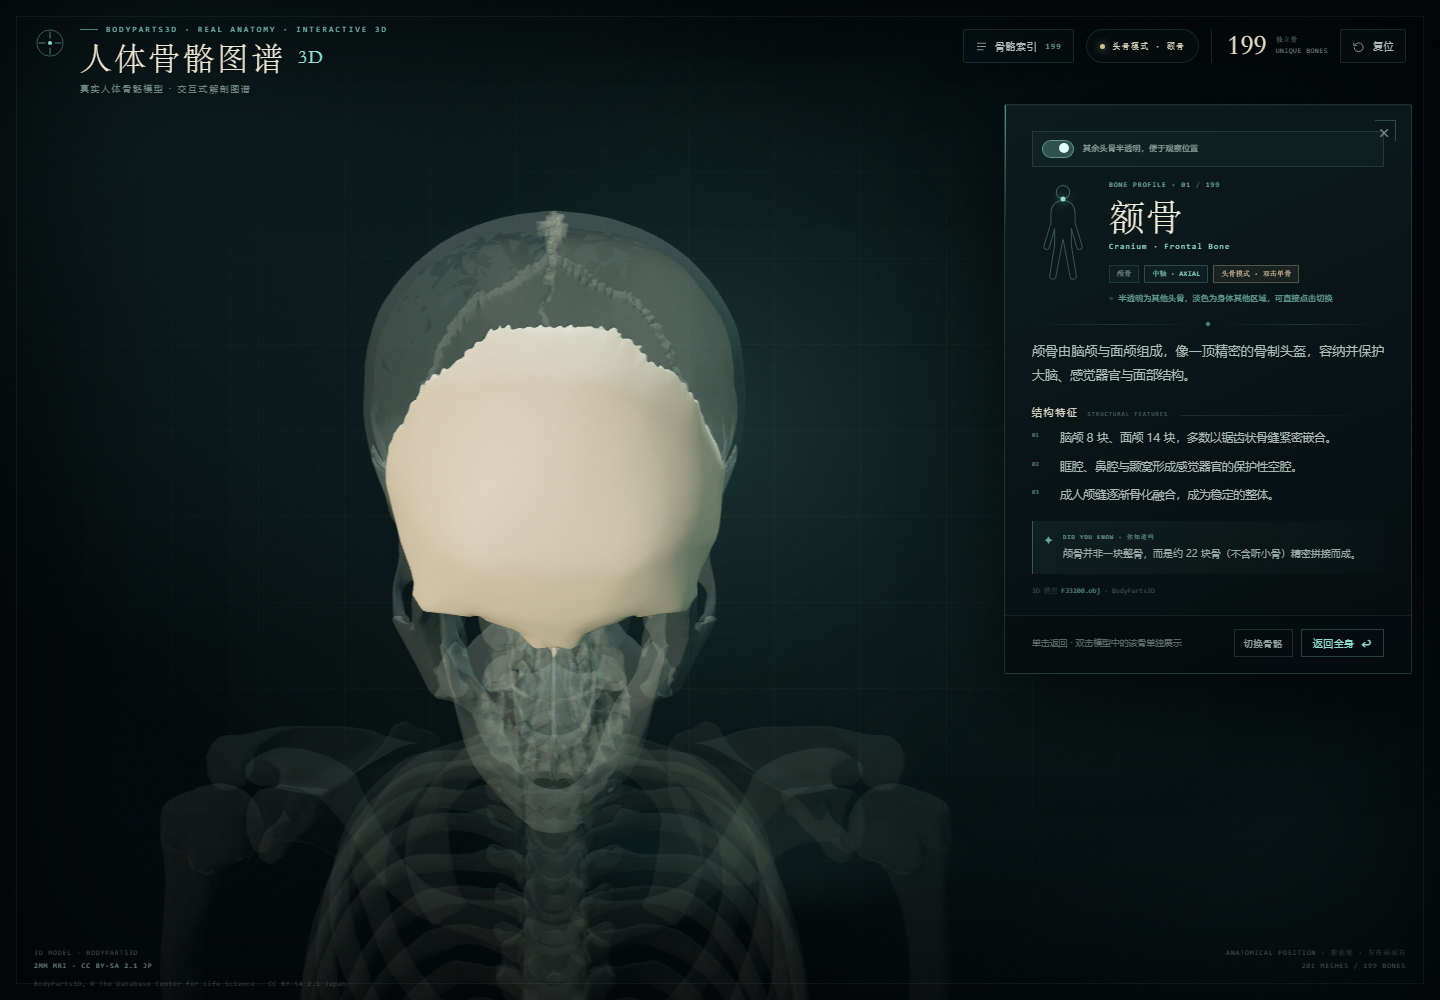 BODYPARTS3D · REAL ANATOMY · INTERACTIVE 3D
人体骨骼图谱 3D
真实人体骨骼模型 · 交互式解剖图谱
骨骼索引 199
头骨模式 · 额骨
199 独立骨
UNIQUE BONES
复位
其余头骨半透明，便于观察位置
BONE PROFILE · 01 / 199
额骨
Cranium · Frontal Bone
颅骨
中轴 · AXIAL
头骨模式 · 双击单骨
半透明为其他头骨，淡色为身体其他区域，可直接点击切换
颅骨由脑颅与面颅组成，像一顶精密的骨制头盔，容纳并保护
大脑、感觉器官与面部结构。
结构特征 STRUCTURAL FEATURES
01 脑颅 8 块、面颅 14 块，多数以锯齿状骨缝紧密嵌合。
02 眶腔、鼻腔与颞窝形成感觉器官的保护性空腔。
03 成人颅缝逐渐骨化融合，成为稳定的整体。
DID YOU KNOW · 你知道吗
颅骨并非一块整骨，而是约 22 块骨（不含听小骨）精密拼接而成。
3D 模型 FJ3200.obj · BodyParts3D
单击返回 · 双击模型中的该骨单独展示
切换骨骼
返回全身
3D MODEL · BODYPARTS3D
2MM MRI · CC BY-SA 2.1 JP
BodyParts3D, © The Database Center for Life Science · CC BY-SA 2.1 Japan
ANATOMICAL POSITION ·
201 MESHES / 199 BONES